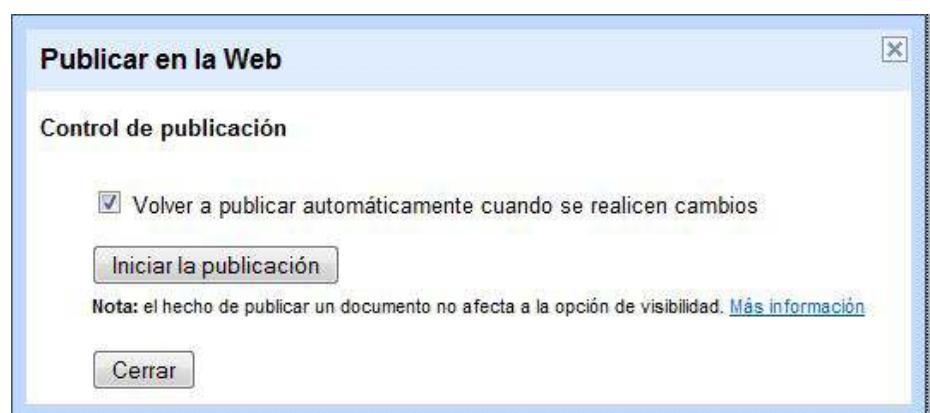 Publicar en la Web
Control de publicación
Volver a publicar automáticamente cuando se realicen cambios
Iniciar la publicación
Nota: el hecho de publicar un documento no afecta a la opción de visibilidad. Más información
Cerrar